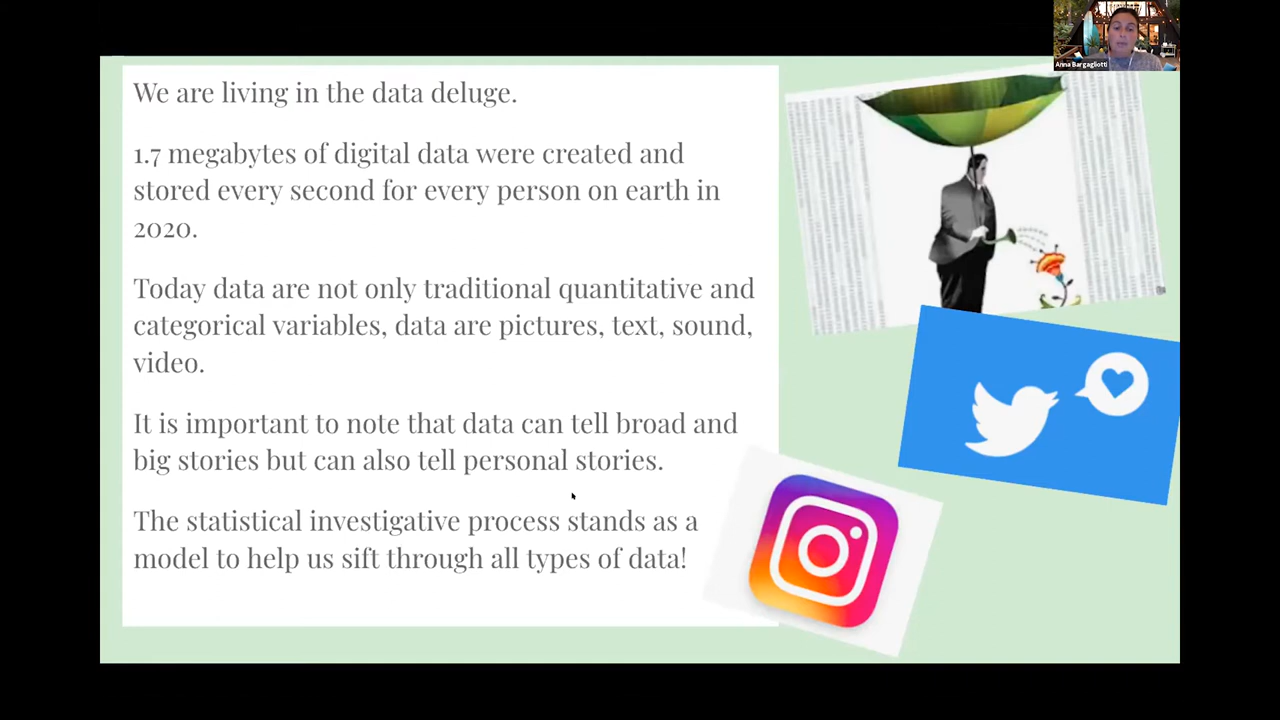 Anna Bargagliotti
We are living in the data deluge.
1.7 megabytes of digital data were created and
stored every second for every person on earth in
2020.
Today data are not only traditional quantitative and
categorical variables, data are pictures, text, sound,
video.
It is important to note that data can tell broad and
big stories but can also tell personal stories.
The statistical investigative process stands as a
model to help us sift through all types of data!